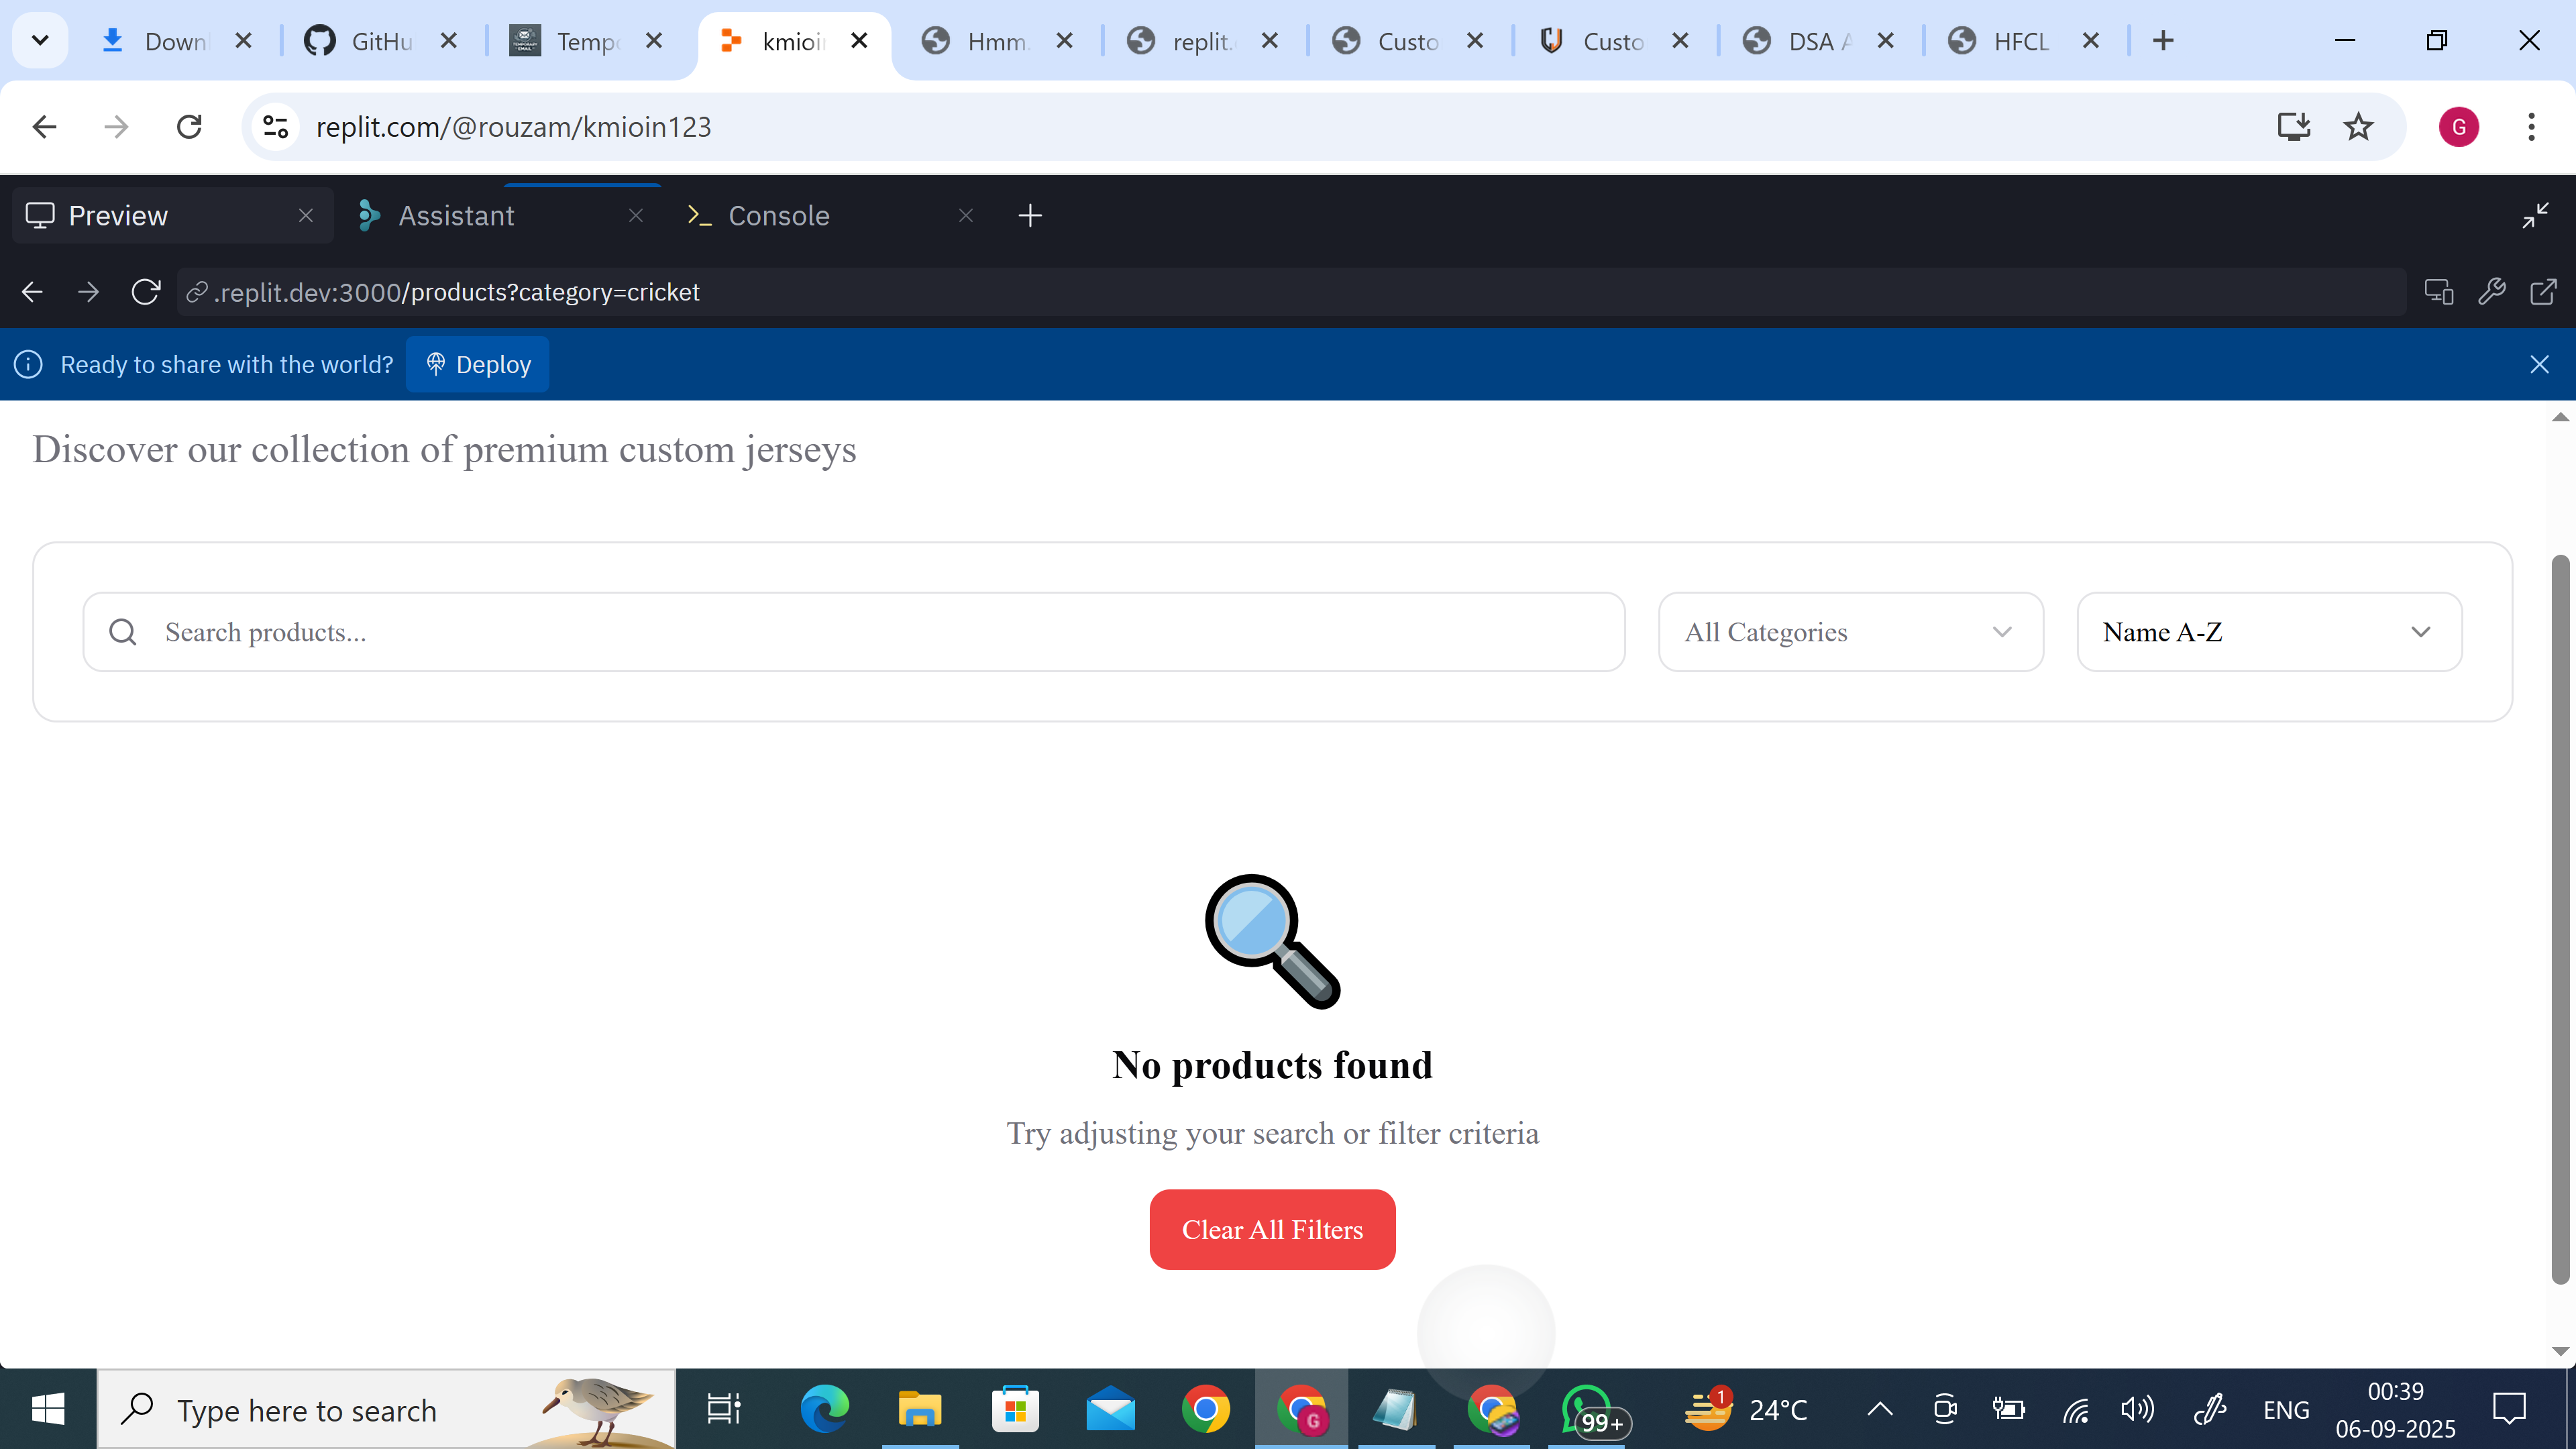 Down
GitHu
Tempo
kmioin
Hmm.
replit.
Custo
Custo
DSA A
HFCL
replit.com/@rouzam/kmioin123
G
Preview
Assistant
Console
.replit.dev:3000/products?category=cricket
Ready to share with the world?
Deploy
Discover our collection of premium custom jerseys
Search products...
All Categories
Name A-Z
No products found
Try adjusting your search or filter criteria
Clear All Filters
Type here to search
G
99+
1
24°C
ENG
00:39
06-09-2025